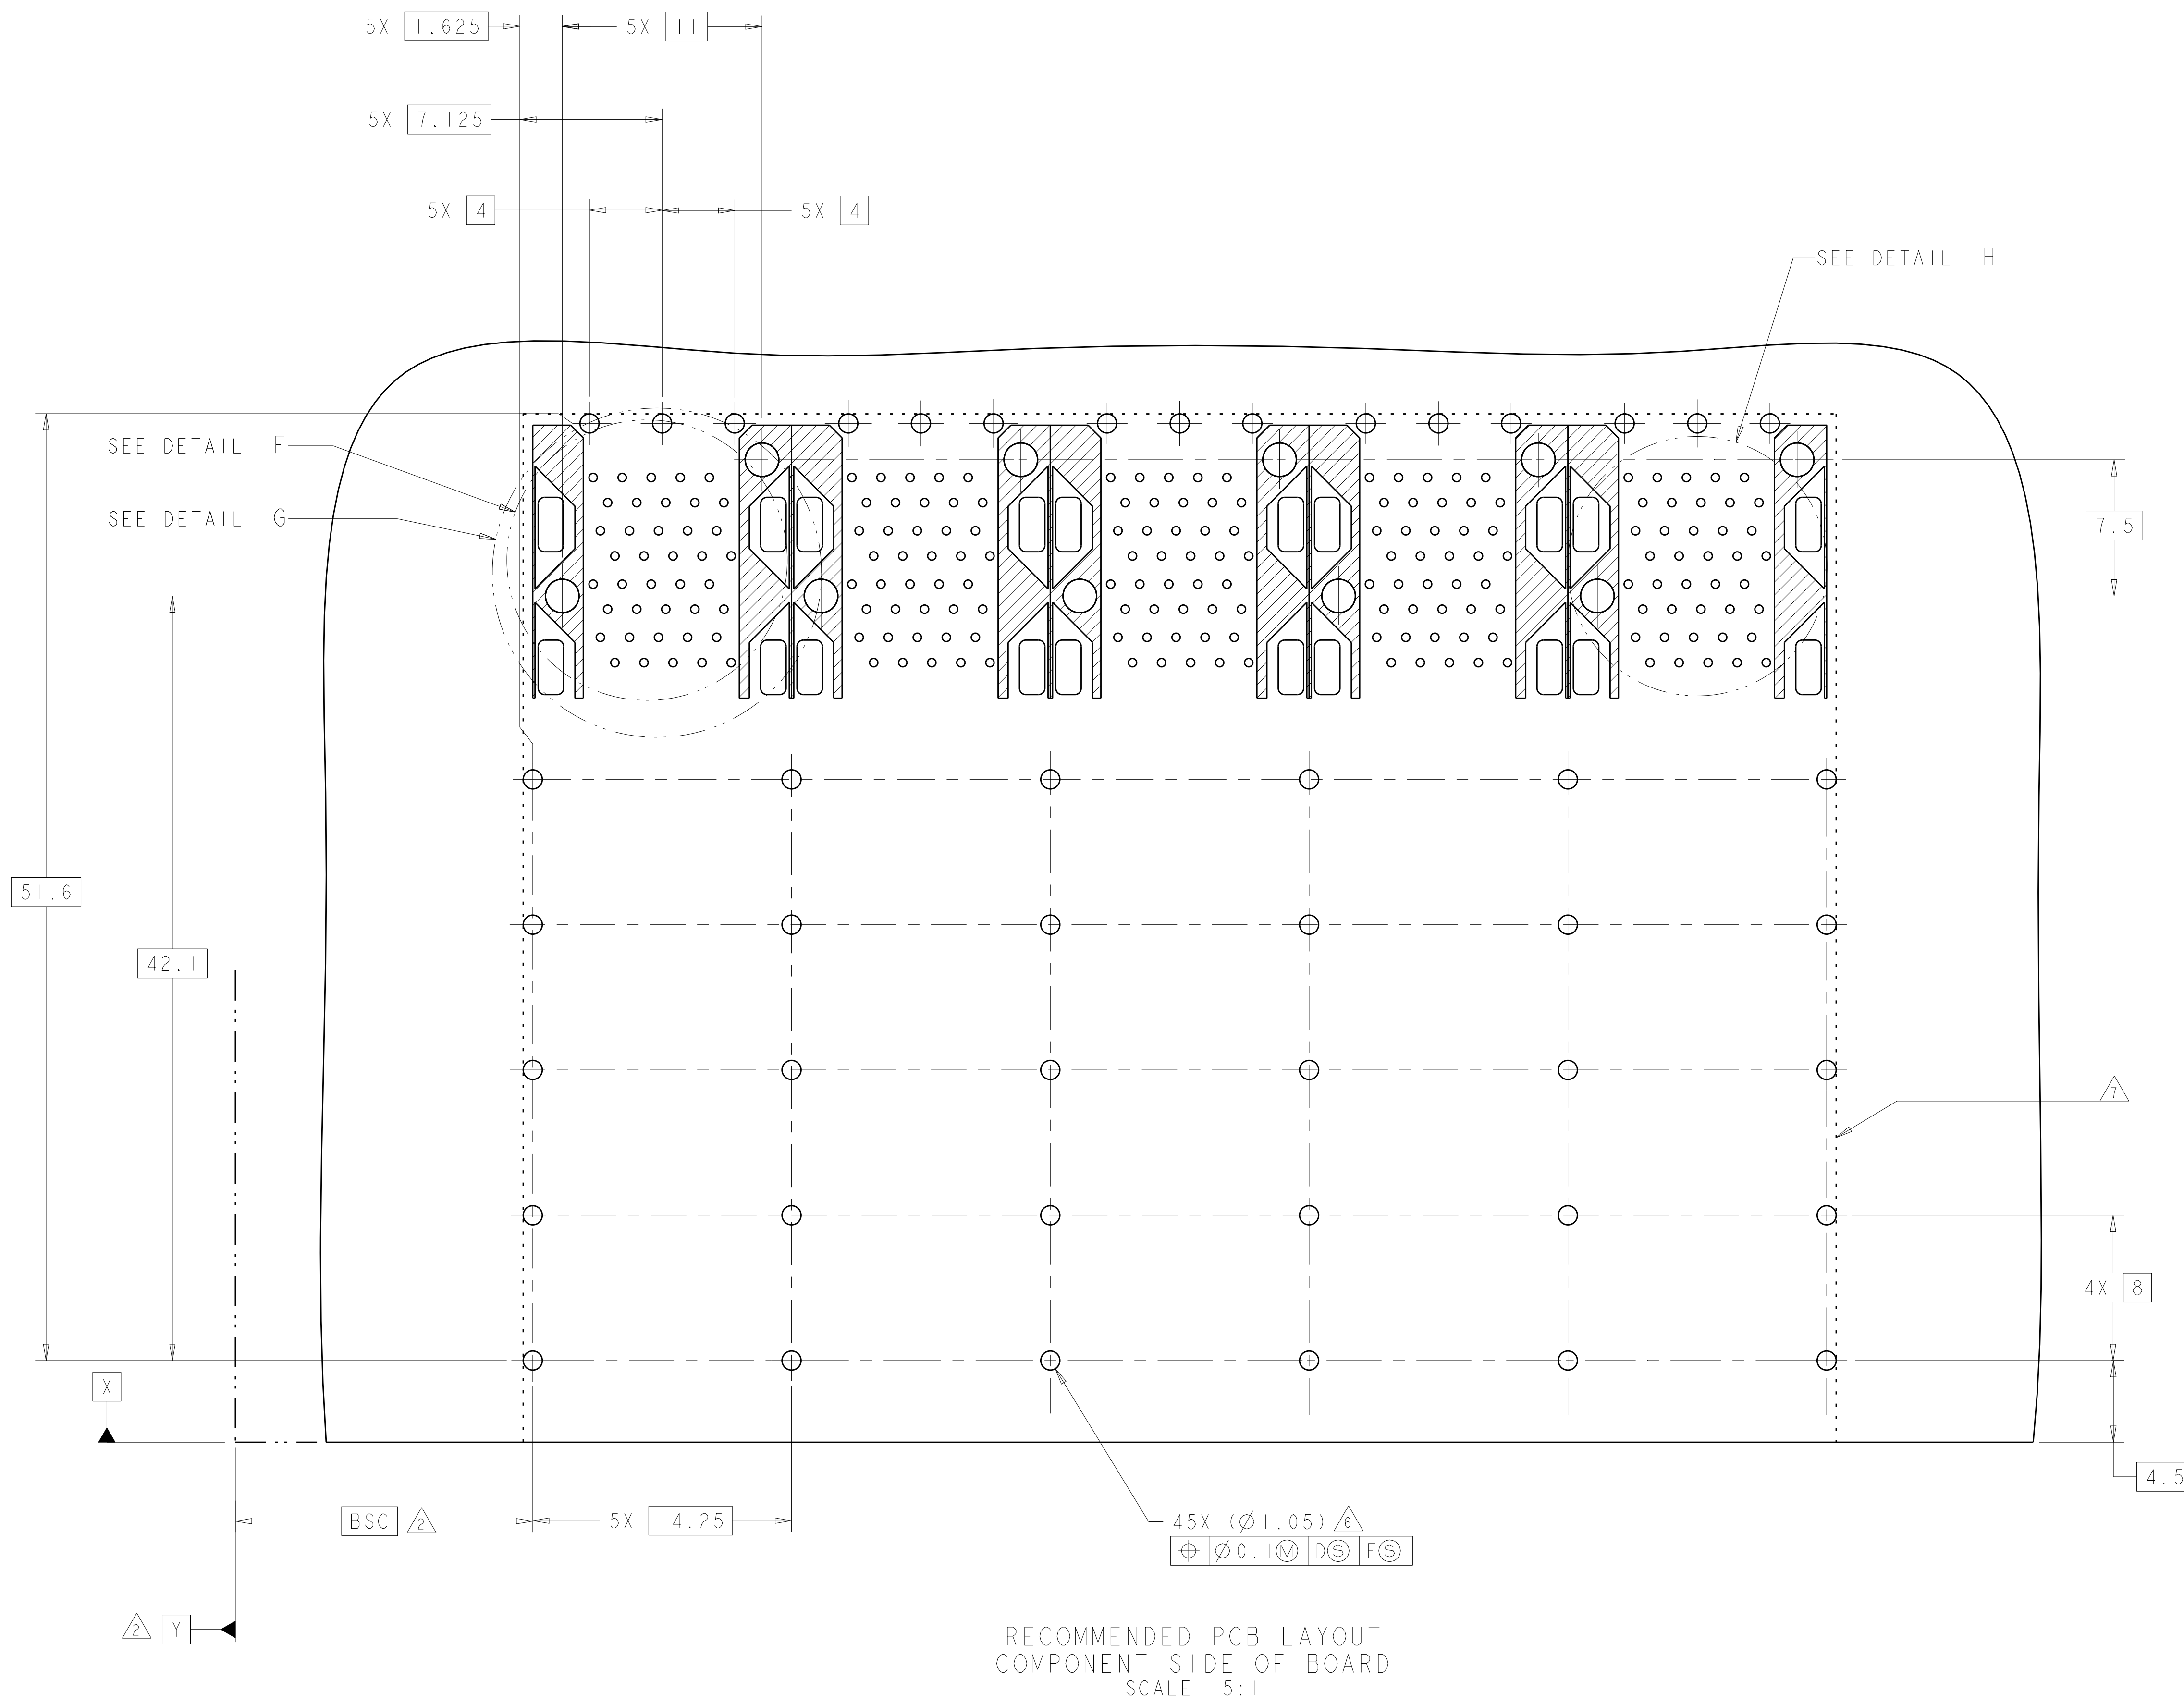 5X 1.625
5X 11
5X 7.125
5X 4
5X 4
SEE DETAIL H
SEE DETAIL F
SEE DETAIL G
7.5
51.6
42.1
7
4X 8
X
4.5
BSC 2
5X 14.25
45X (Ø1.05) 6
⌖ Ø0.1Ⓜ DⓈ EⓈ
2 Y
RECOMMENDED PCB LAYOUT
COMPONENT SIDE OF BOARD
SCALE 5:1